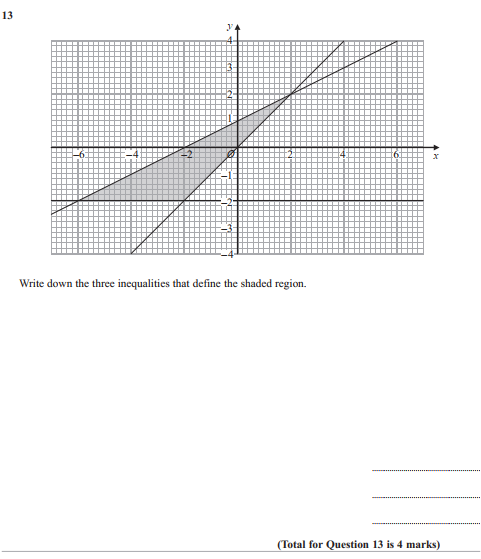 13
y
4
3
2
1
-6 -4 -2 O 2 4 6 x
-1
-2
-3
-4
Write down the three inequalities that define the shaded region.
(Total for Question 13 is 4 marks)